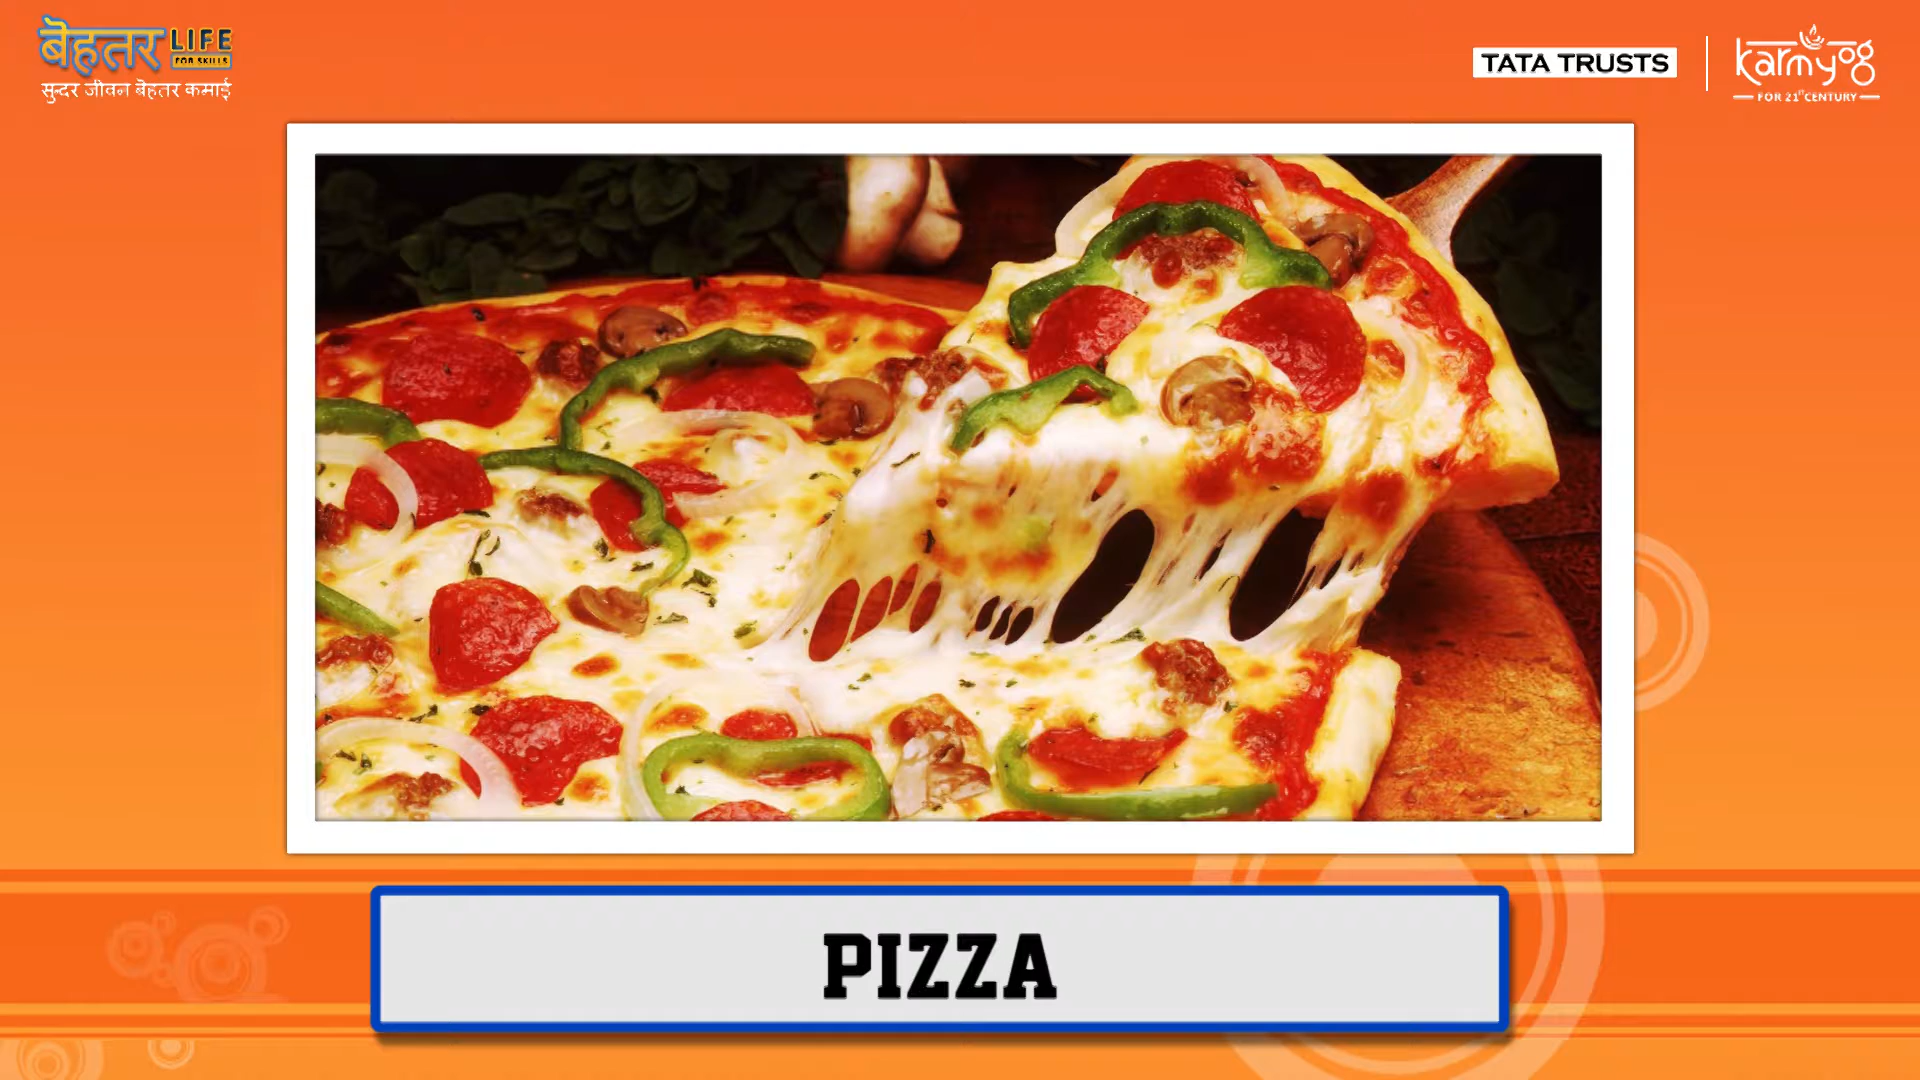 बेहतर LIFE
FOR SKILLS
सुन्दर जीवन बेहतर कमाई
TATA TRUSTS
karmyog
FOR 21ST CENTURY
PIZZA